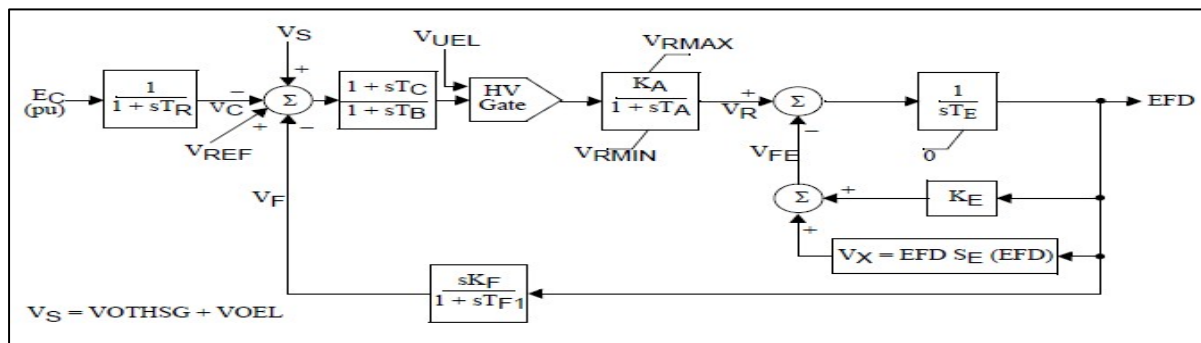 VS
VUEL
VRMAX
EC
(pu)
1
1 + sTR
−
VC
+
Σ
+
−
VREF
1 + sTC
1 + sTB
HV
Gate
KA
1 + sTA
VRMIN
+
VR
Σ
−
VFE
1
sTE
0
EFD
VF
Σ
+
+
KE
VX = EFD SE (EFD)
sKF
1 + sTF1
VS = VOTHSG + VOEL